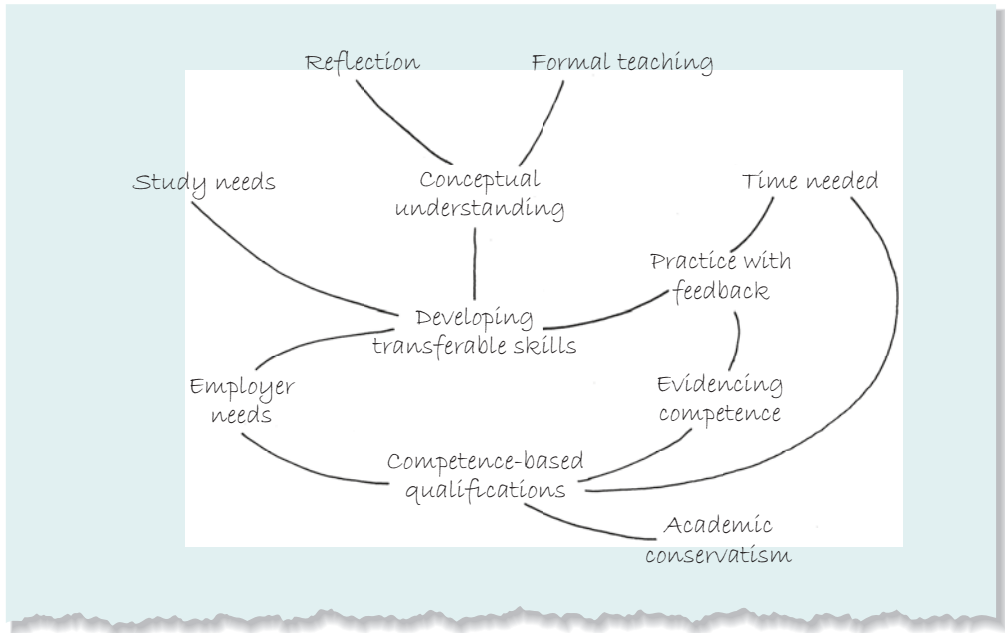 Reflection
Formal teaching
Study needs
Conceptual
understanding
Time needed
Practice with
feedback
Developing
transferable skills
Employer
needs
Evidencing
competence
Competence-based
qualifications
Academic
conservatism